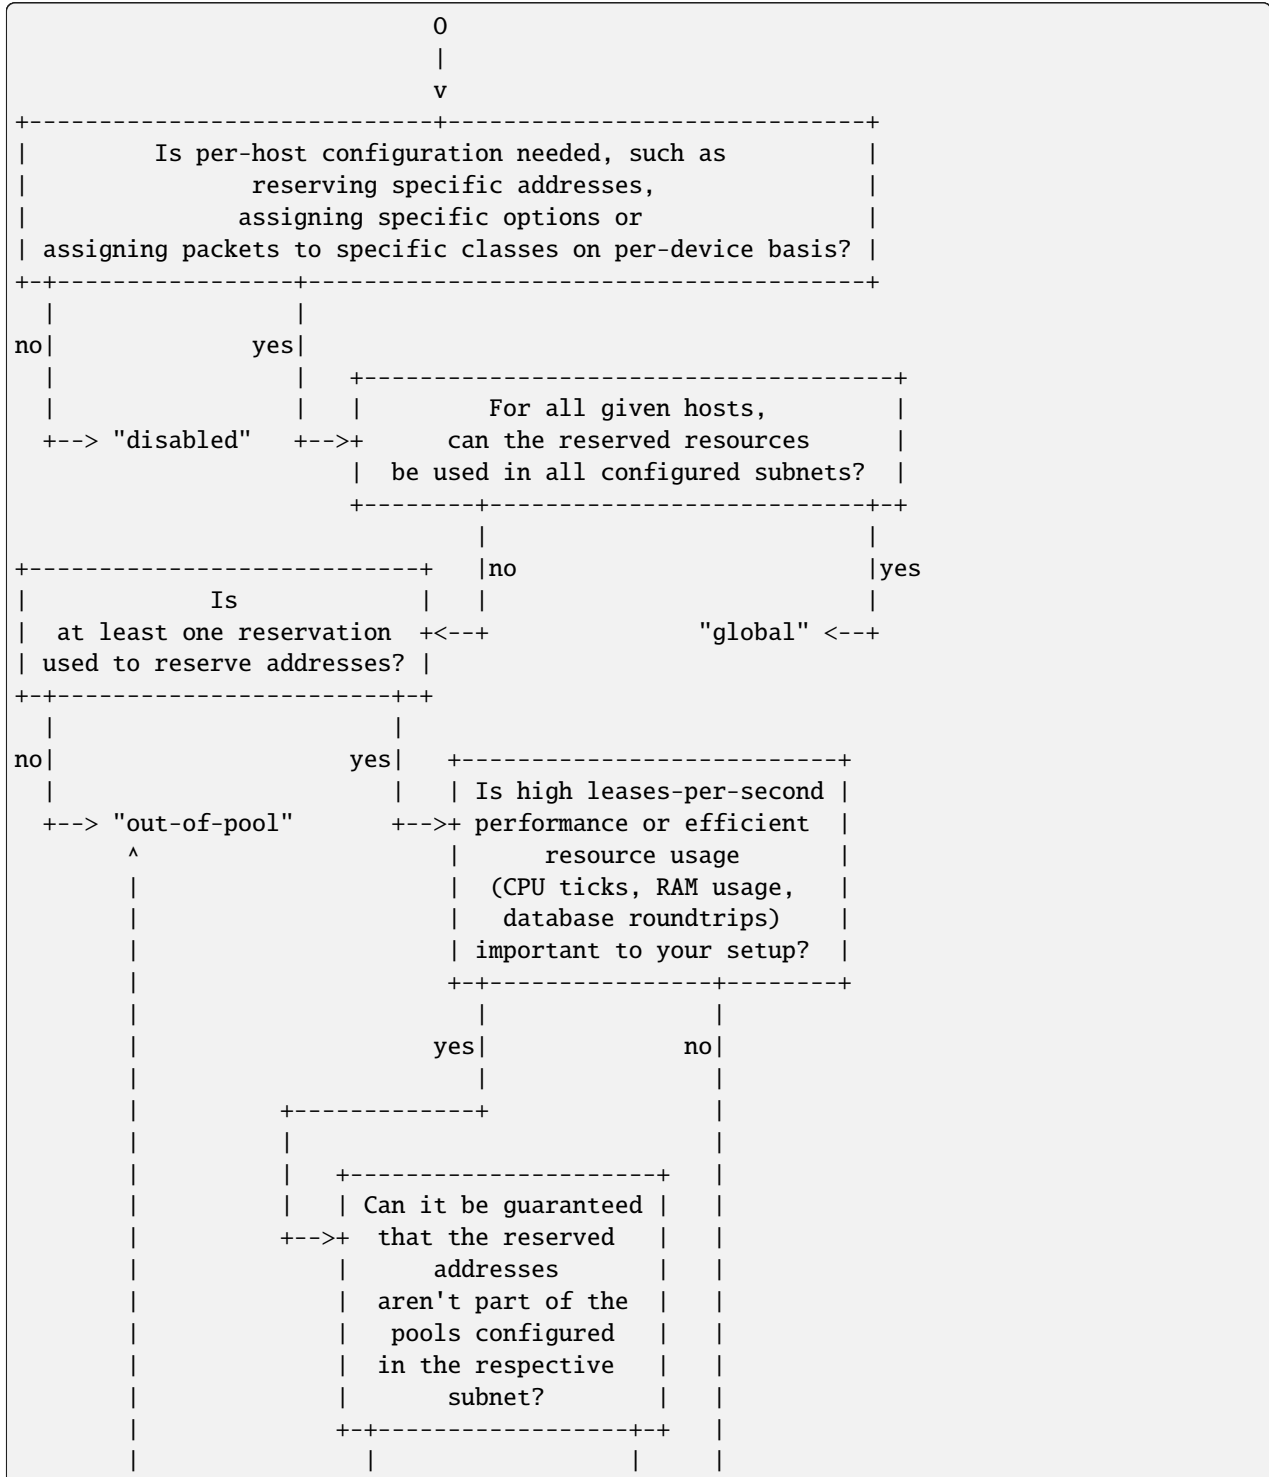 O
                              |
                              v
+-----------------------------+------------------------------+
|          Is per-host configuration needed, such as          |
|                reserving specific addresses,                |
|               assigning specific options or                |
| assigning packets to specific classes on per-device basis? |
+-+-----------------+----------------------------------------+
  |                 |
no|              yes|
  |                 |   +--------------------------------------+
  |                 |   |         For all given hosts,         |
  +--> "disabled"   +-->+      can the reserved resources      |
                        |  be used in all configured subnets?  |
                        +--------+---------------------------+-+
                                 |                           |
+----------------------------+   |no                         |yes
|             Is             |   |                           |
|  at least one reservation  +<--+               "global" <--+
| used to reserve addresses? |
+-+------------------------+-+
  |                        |
no|                     yes|   +---------------------------+
  |                        |   | Is high leases-per-second |
  +--> "out-of-pool"       +-->+ performance or efficient  |
        ^                      |      resource usage       |
        |                      |  (CPU ticks, RAM usage,   |
        |                      |   database roundtrips)    |
        |                      | important to your setup?  |
        |                      +-+----------------+--------+
        |                        |                |
        |                     yes|              no|
        |                        |                |
        |          +-------------+                |
        |          |                              |
        |          |   +----------------------+   |
        |          |   | Can it be guaranteed |   |
        |          +-->+  that the reserved   |   |
        |              |      addresses       |   |
        |              |  aren't part of the  |   |
        |              |   pools configured   |   |
        |              |  in the respective   |   |
        |              |       subnet?        |   |
        |              +-+------------------+-+   |
        |                |                  |     |